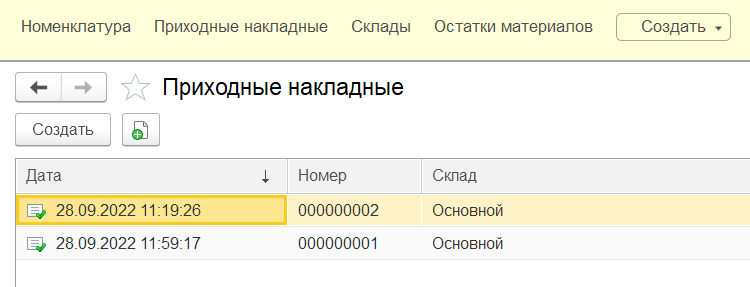 Номенклатура Приходные накладные Склады Остатки материалов Создать
Приходные накладные
Создать
Дата Номер Склад
28.09.2022 11:19:26 000000002 Основной
28.09.2022 11:59:17 000000001 Основной